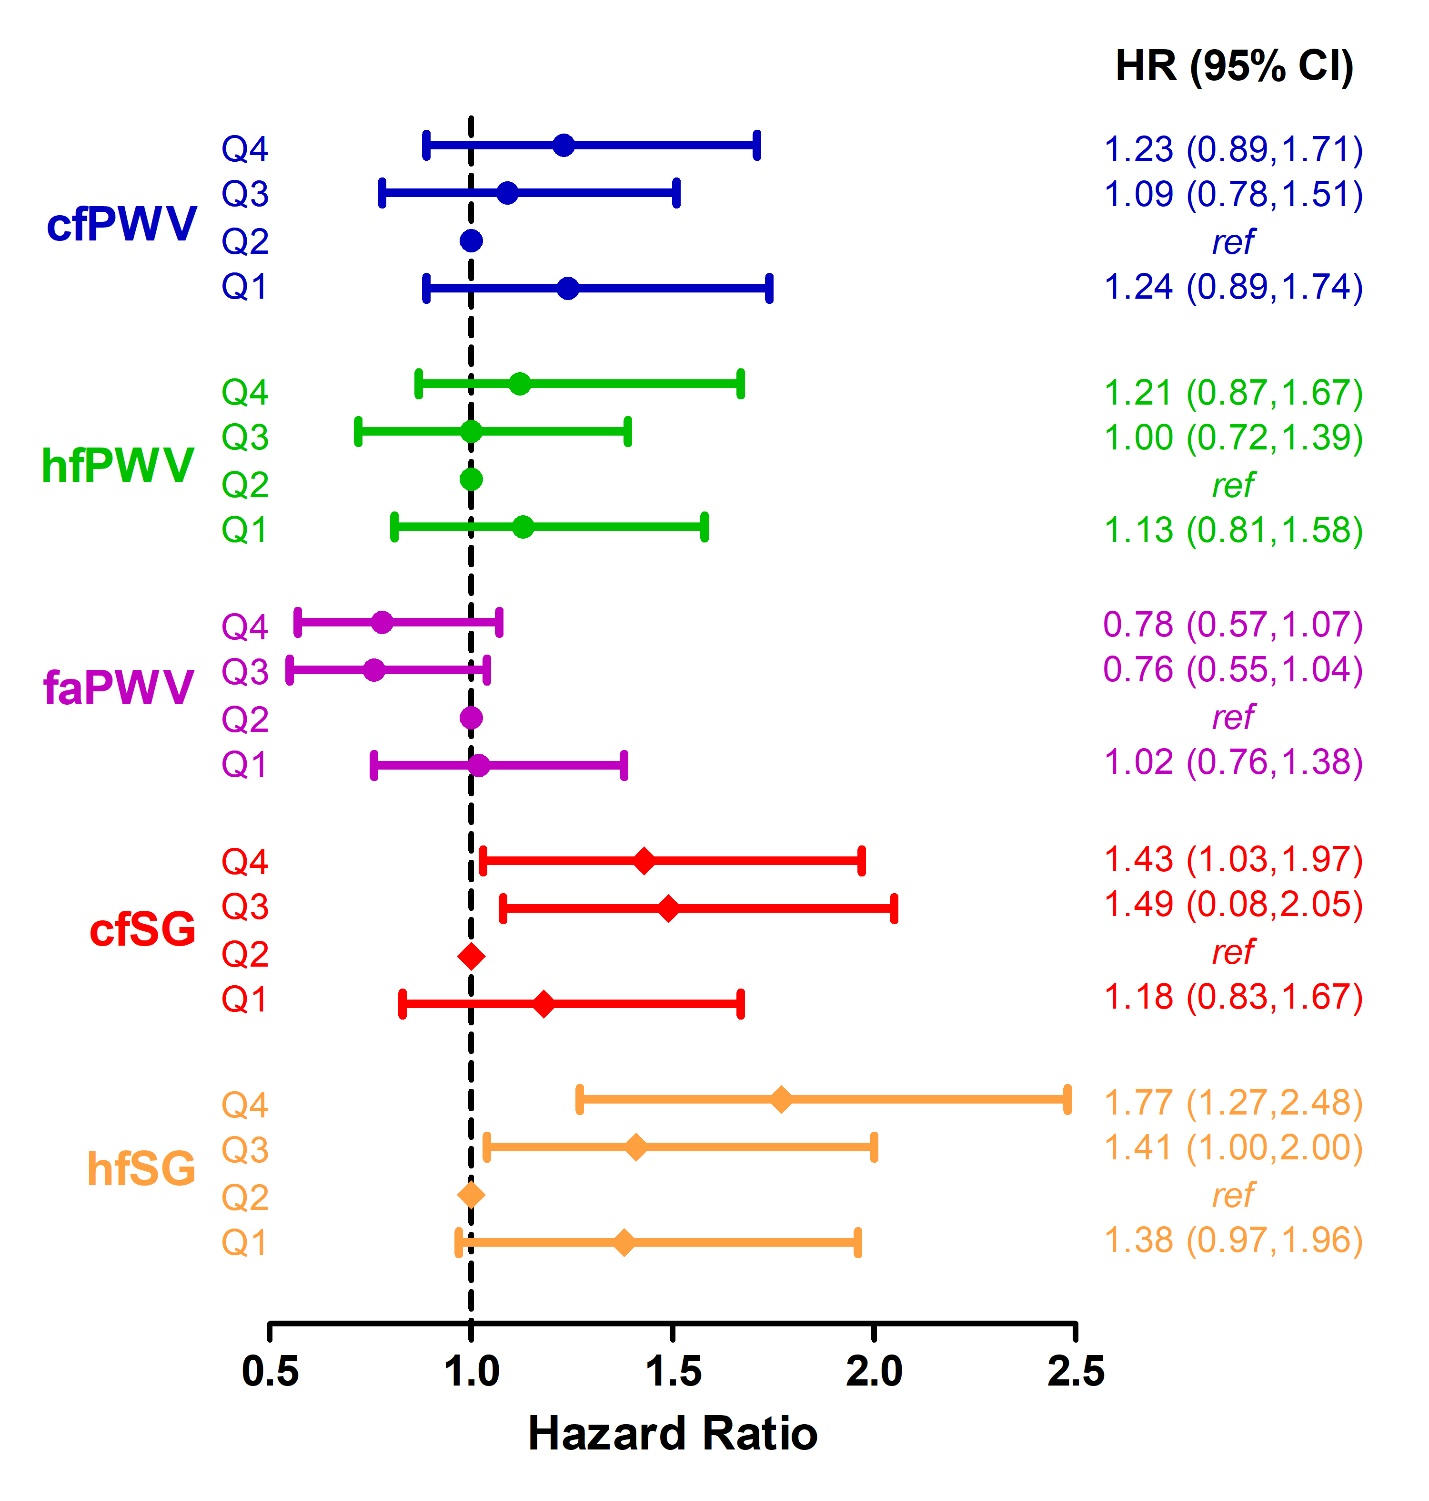 HR (95% CI)
Q4 1.23 (0.89,1.71)
Q3 1.09 (0.78,1.51)
cfPWV
Q2 ref
Q1 1.24 (0.89,1.74)
Q4 1.21 (0.87,1.67)
Q3 1.00 (0.72,1.39)
hfPWV
Q2 ref
Q1 1.13 (0.81,1.58)
Q4 0.78 (0.57,1.07)
Q3 0.76 (0.55,1.04)
faPWV
Q2 ref
Q1 1.02 (0.76,1.38)
Q4 1.43 (1.03,1.97)
Q3 1.49 (0.08,2.05)
cfSG
Q2 ref
Q1 1.18 (0.83,1.67)
Q4 1.77 (1.27,2.48)
Q3 1.41 (1.00,2.00)
hfSG
Q2 ref
Q1 1.38 (0.97,1.96)
0.5 1.0 1.5 2.0 2.5
Hazard Ratio